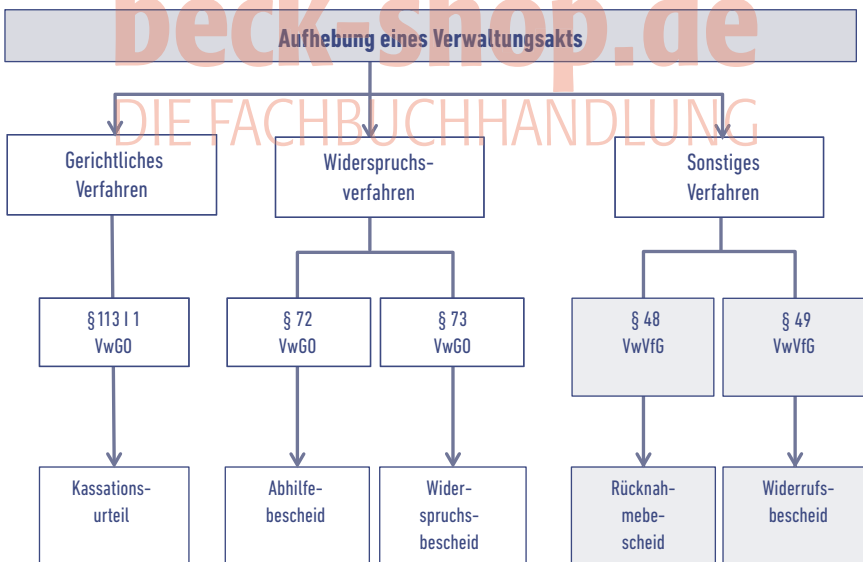 beck-shop.de
Aufhebung eines Verwaltungsakts
DIE FACHBUCHHANDLUNG
Gerichtliches
Verfahren
Widerspruchs-
verfahren
Sonstiges
Verfahren
§ 113 I 1
VwGO
§ 72
VwGO
§ 73
VwGO
§ 48
VwVfG
§ 49
VwVfG
Kassations-
urteil
Abhilfe-
bescheid
Wider-
spruchs-
bescheid
Rücknah-
mebe-
scheid
Widerrufs-
bescheid